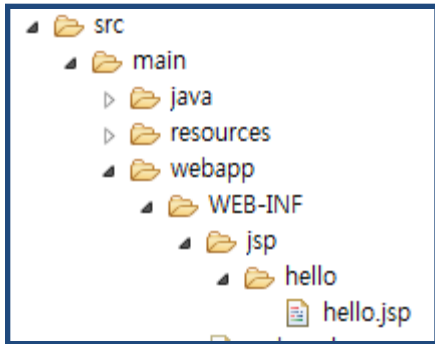 src
main
java
resources
webapp
WEB-INF
jsp
hello
hello.jsp